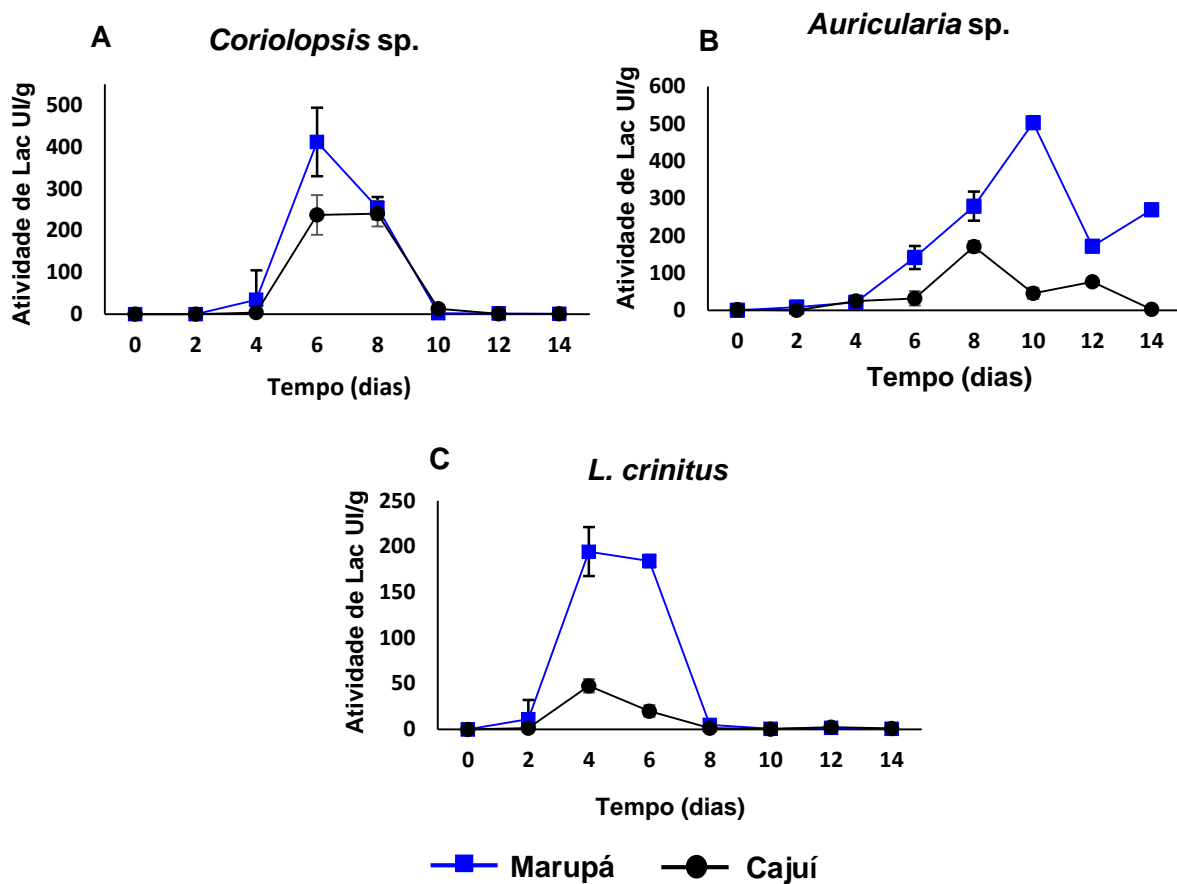 A
Coriolopsis sp.
Atividade de Lac UI/g
500
400
300
200
100
0
0 2 4 6 8 10 12 14
Tempo (dias)
B
Auricularia sp.
Atividade de Lac UI/g
600
500
400
300
200
100
0
0 2 4 6 8 10 12 14
Tempo (dias)
C
L. crinitus
Atividade de Lac UI/g
250
200
150
100
50
0
0 2 4 6 8 10 12 14
Tempo (dias)
Marupá Cajuí